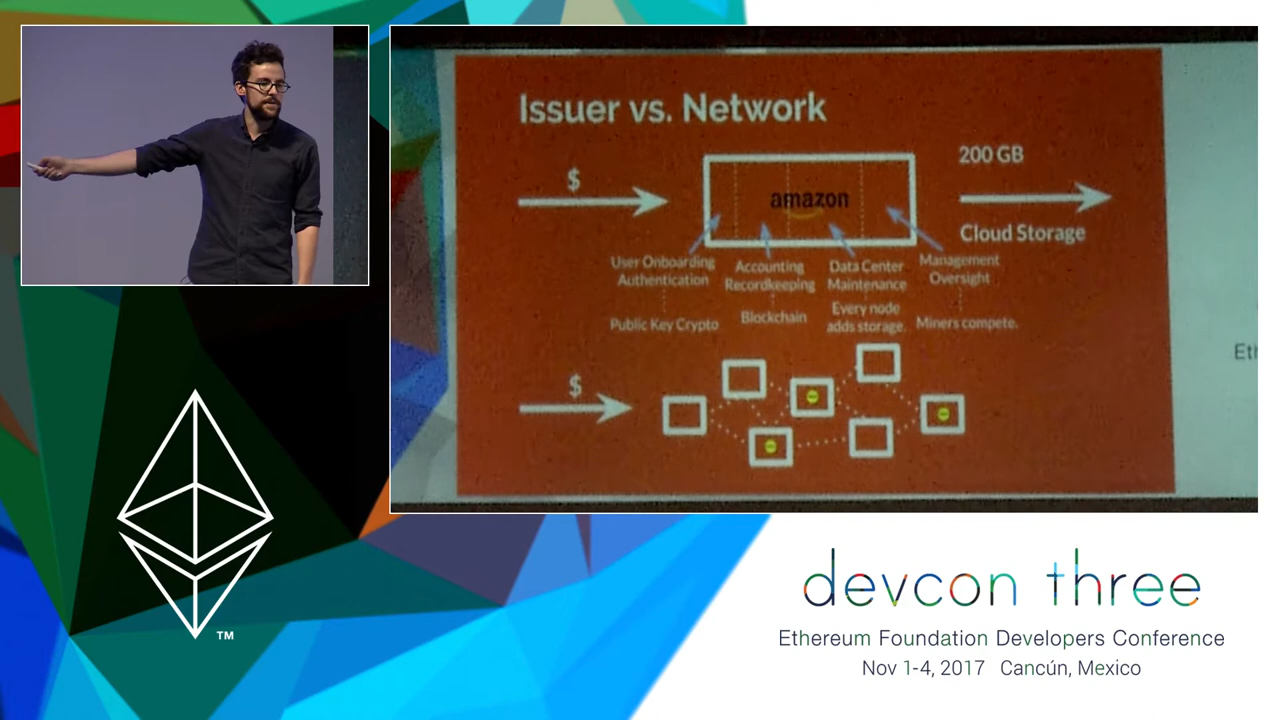 Issuer vs. Network
$
amazon
200 GB
Cloud Storage
User Onboarding
Authentication
Accounting
Recordkeeping
Data Center
Maintenance
Management
Oversight
Public Key Crypto
Blockchain
Every node
adds storage.
Miners compete.
$
Eth
TM
devcon three
Ethereum Foundation Developers Conference
Nov 1-4, 2017 Cancún, Mexico